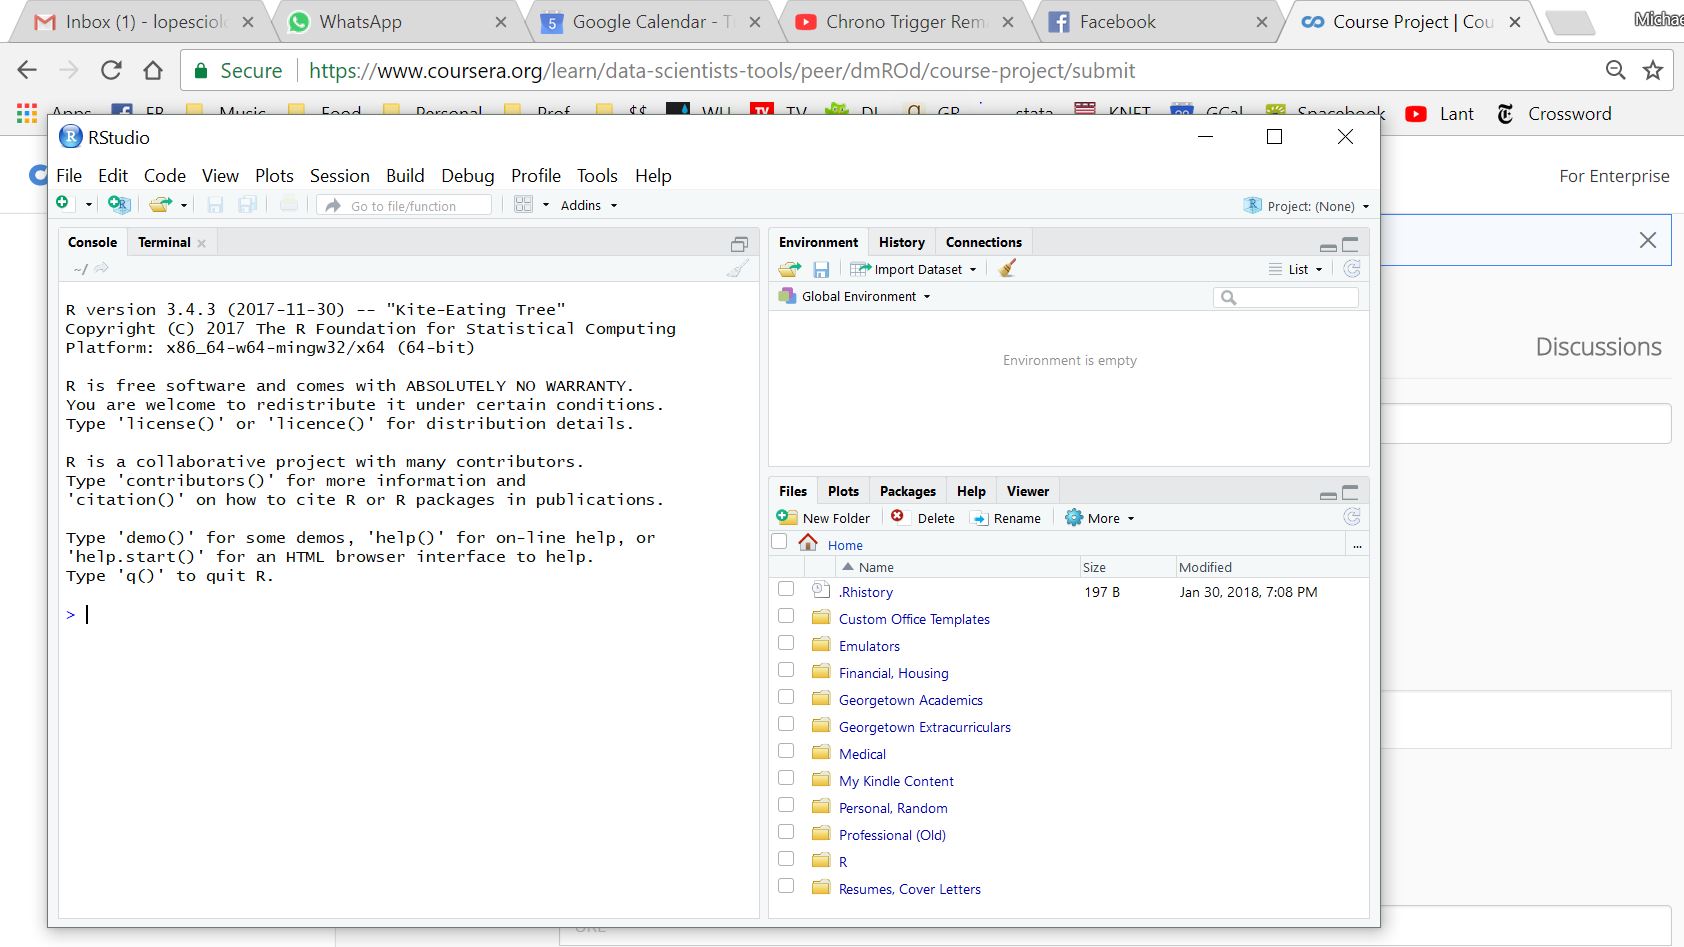 Inbox (1) - lopesciolo
WhatsApp
Google Calendar - T
Chrono Trigger Rem
Facebook
Course Project | Cou
Michae
Secure
https://www.coursera.org/learn/data-scientists-tools/peer/dmROd/course-project/submit
Apps FB Music Food Personal Prof $$ WU TV DL GR stata KNET GCal Spacebook Lant Crossword
RStudio
For Enterprise
File Edit Code View Plots Session Build Debug Profile Tools Help
Go to file/function
Addins
Project: (None)
Console Terminal
Environment History Connections
~/
Import Dataset
List
Global Environment
Environment is empty
R version 3.4.3 (2017-11-30) -- "Kite-Eating Tree"
Copyright (C) 2017 The R Foundation for Statistical Computing
Platform: x86_64-w64-mingw32/x64 (64-bit)
R is free software and comes with ABSOLUTELY NO WARRANTY.
You are welcome to redistribute it under certain conditions.
Type 'license()' or 'licence()' for distribution details.
R is a collaborative project with many contributors.
Type 'contributors()' for more information and
'citation()' on how to cite R or R packages in publications.
Type 'demo()' for some demos, 'help()' for on-line help, or
'help.start()' for an HTML browser interface to help.
Type 'q()' to quit R.
>
Discussions
Files Plots Packages Help Viewer
New Folder Delete Rename More
Home
...
Name Size Modified
.Rhistory 197 B Jan 30, 2018, 7:08 PM
Custom Office Templates
Emulators
Financial, Housing
Georgetown Academics
Georgetown Extracurriculars
Medical
My Kindle Content
Personal, Random
Professional (Old)
R
Resumes, Cover Letters
URL